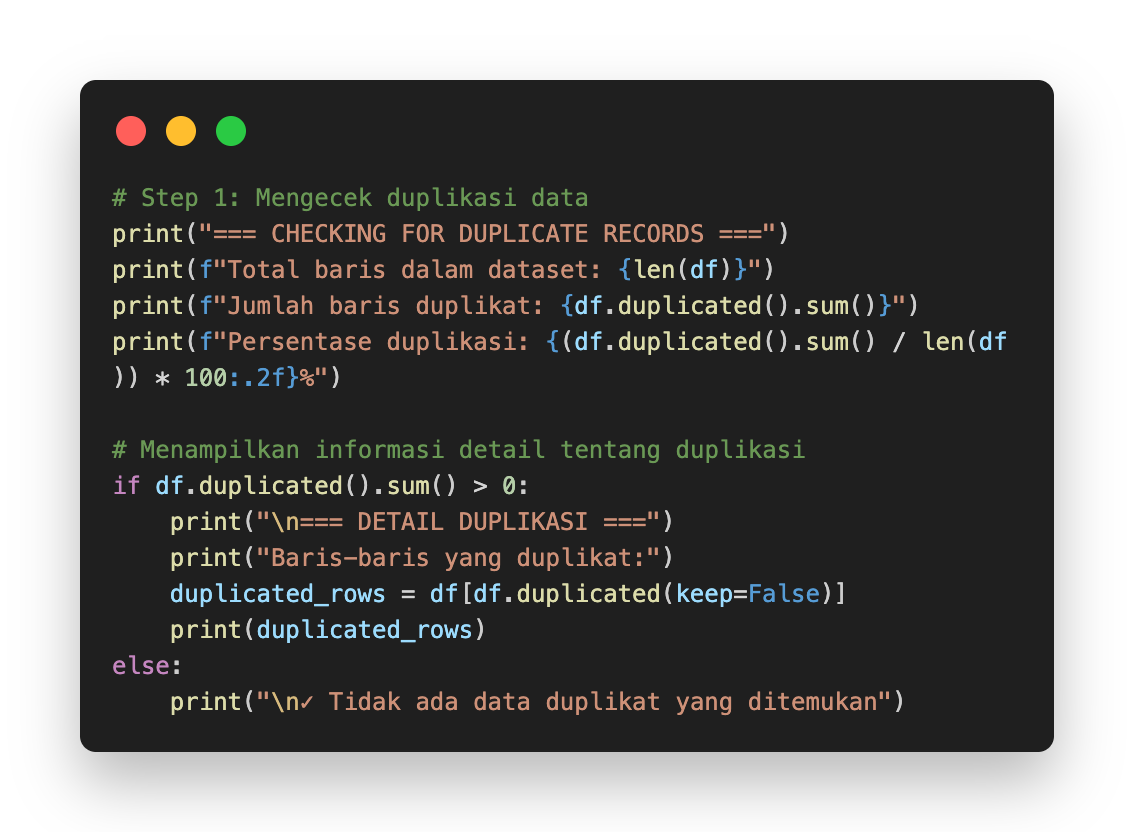 # Step 1: Mengecek duplikasi data
print("=== CHECKING FOR DUPLICATE RECORDS ===")
print(f"Total baris dalam dataset: {len(df)}")
print(f"Jumlah baris duplikat: {df.duplicated().sum()}")
print(f"Persentase duplikasi: {(df.duplicated().sum() / len(df
)) * 100:.2f}%")

# Menampilkan informasi detail tentang duplikasi
if df.duplicated().sum() > 0:
    print("\n=== DETAIL DUPLIKASI ===")
    print("Baris-baris yang duplikat:")
    duplicated_rows = df[df.duplicated(keep=False)]
    print(duplicated_rows)
else:
    print("\n✓ Tidak ada data duplikat yang ditemukan")